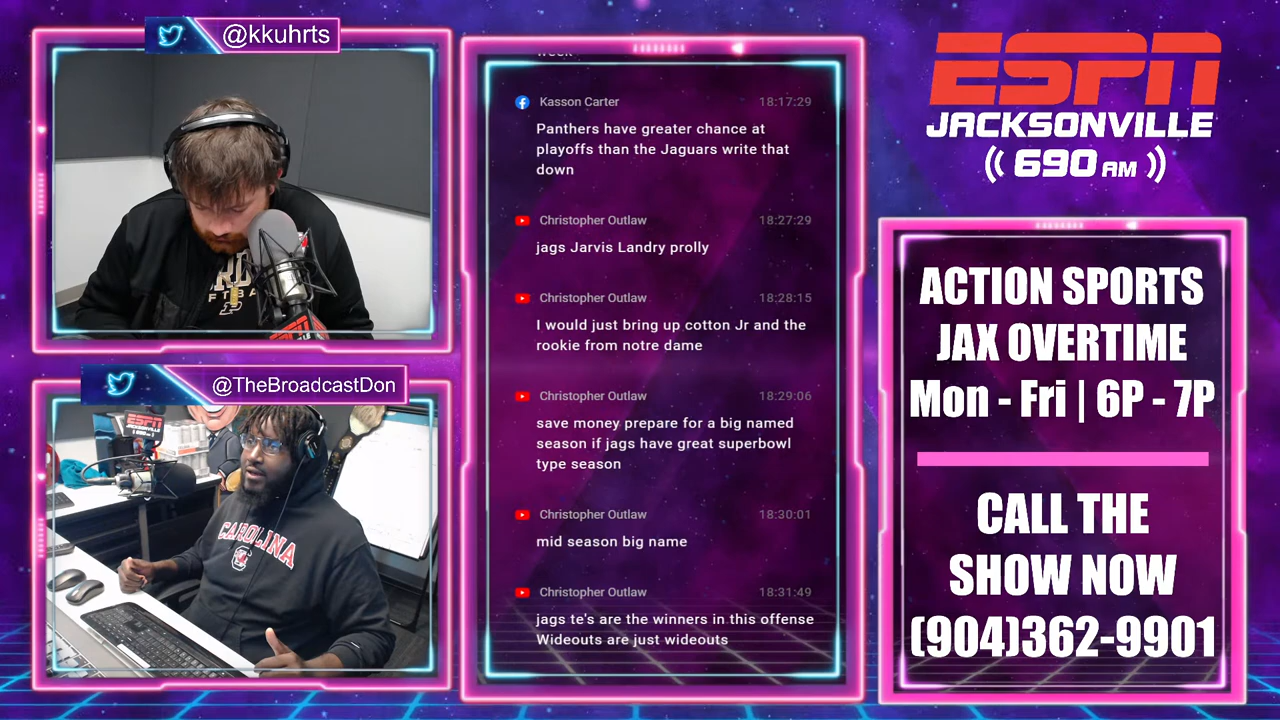 @kkuhrts
week
Kasson Carter 18:17:29
Panthers have greater chance at
playoffs than the Jaguars write that
down
Christopher Outlaw 18:27:29
jags Jarvis Landry prolly
Christopher Outlaw 18:28:15
I would just bring up cotton Jr and the
rookie from notre dame
Christopher Outlaw 18:29:06
save money prepare for a big named
season if jags have great superbowl
type season
Christopher Outlaw 18:30:01
mid season big name
Christopher Outlaw 18:31:49
jags te's are the winners in this offense
Wideouts are just wideouts
@TheBroadcastDon
ESPN
JACKSONVILLE
CAROLINA
ESPN
JACKSONVILLE
690 AM
ACTION SPORTS
JAX OVERTIME
Mon - Fri | 6P - 7P
CALL THE
SHOW NOW
(904)362-9901